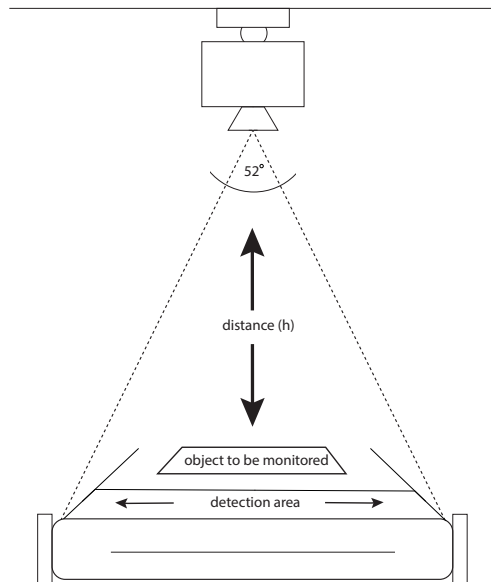 52°
distance (h)
object to be monitored
detection area